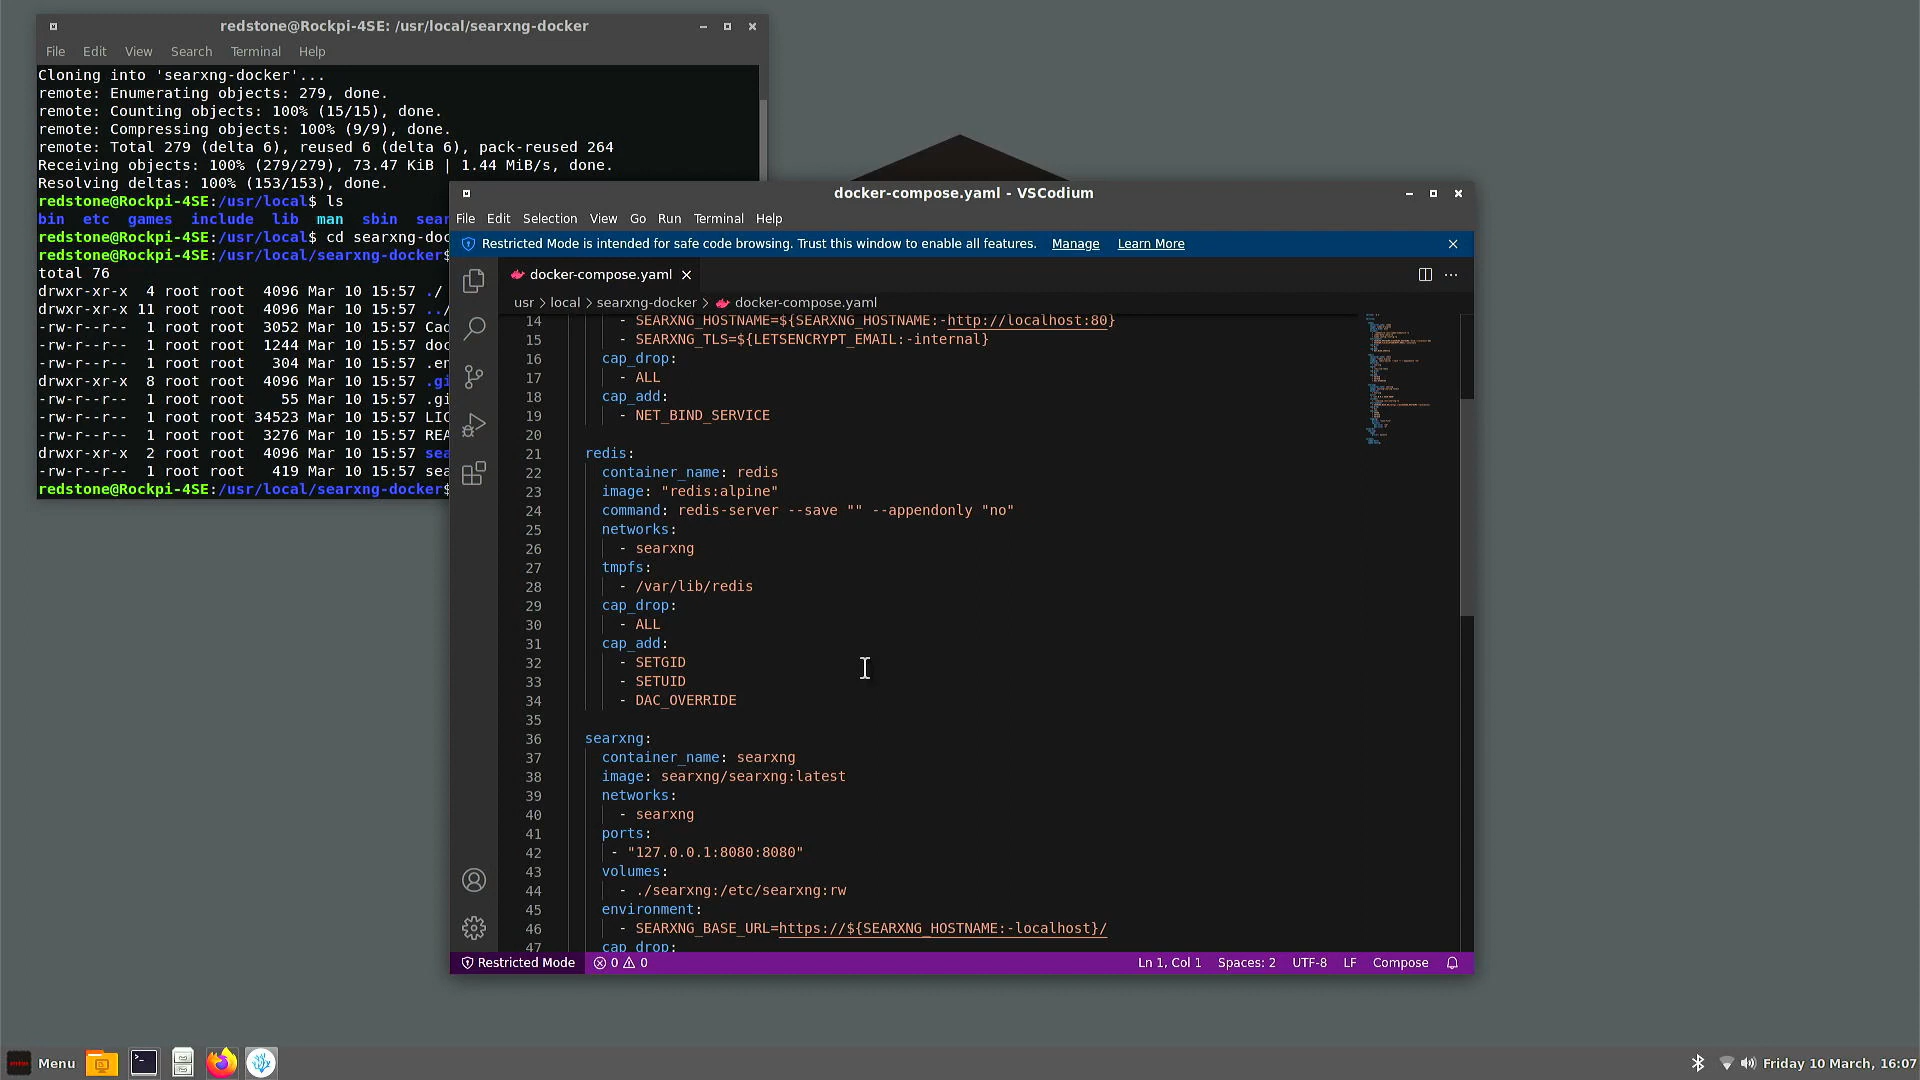 redstone@Rockpi-4SE: /usr/local/searxng-docker
File Edit View Search Terminal Help
Cloning into 'searxng-docker'...
remote: Enumerating objects: 279, done.
remote: Counting objects: 100% (15/15), done.
remote: Compressing objects: 100% (9/9), done.
remote: Total 279 (delta 6), reused 6 (delta 6), pack-reused 264
Receiving objects: 100% (279/279), 73.47 KiB | 1.44 MiB/s, done.
Resolving deltas: 100% (153/153), done.
redstone@Rockpi-4SE:/usr/local$ ls
bin etc games include lib man sbin sear
redstone@Rockpi-4SE:/usr/local$ cd searxng-doc
redstone@Rockpi-4SE:/usr/local/searxng-docker$
total 76
drwxr-xr-x 4 root root 4096 Mar 10 15:57 ./
drwxr-xr-x 11 root root 4096 Mar 10 15:57 ../
-rw-r--r-- 1 root root 3052 Mar 10 15:57 Cad
-rw-r--r-- 1 root root 1244 Mar 10 15:57 doc
-rw-r--r-- 1 root root 304 Mar 10 15:57 .en
drwxr-xr-x 8 root root 4096 Mar 10 15:57 .gi
-rw-r--r-- 1 root root 55 Mar 10 15:57 .gi
-rw-r--r-- 1 root root 34523 Mar 10 15:57 LIC
-rw-r--r-- 1 root root 3276 Mar 10 15:57 REA
drwxr-xr-x 2 root root 4096 Mar 10 15:57 sea
-rw-r--r-- 1 root root 419 Mar 10 15:57 sea
redstone@Rockpi-4SE:/usr/local/searxng-docker$
docker-compose.yaml - VSCodium
File Edit Selection View Go Run Terminal Help
Restricted Mode is intended for safe code browsing. Trust this window to enable all features. Manage Learn More
docker-compose.yaml
usr > local > searxng-docker > docker-compose.yaml
14 - SEARXNG_HOSTNAME=${SEARXNG_HOSTNAME:-http://localhost:80}
15 - SEARXNG_TLS=${LETSENCRYPT_EMAIL:-internal}
16 cap_drop:
17 - ALL
18 cap_add:
19 - NET_BIND_SERVICE
20
21 redis:
22 container_name: redis
23 image: "redis:alpine"
24 command: redis-server --save "" --appendonly "no"
25 networks:
26 - searxng
27 tmpfs:
28 - /var/lib/redis
29 cap_drop:
30 - ALL
31 cap_add:
32 - SETGID
33 - SETUID
34 - DAC_OVERRIDE
35
36 searxng:
37 container_name: searxng
38 image: searxng/searxng:latest
39 networks:
40 - searxng
41 ports:
42 - "127.0.0.1:8080:8080"
43 volumes:
44 - ./searxng:/etc/searxng:rw
45 environment:
46 - SEARXNG_BASE_URL=https://${SEARXNG_HOSTNAME:-localhost}/
47 cap_drop:
Restricted Mode 0 0 Ln 1, Col 1 Spaces: 2 UTF-8 LF Compose
Menu Friday 10 March, 16:07